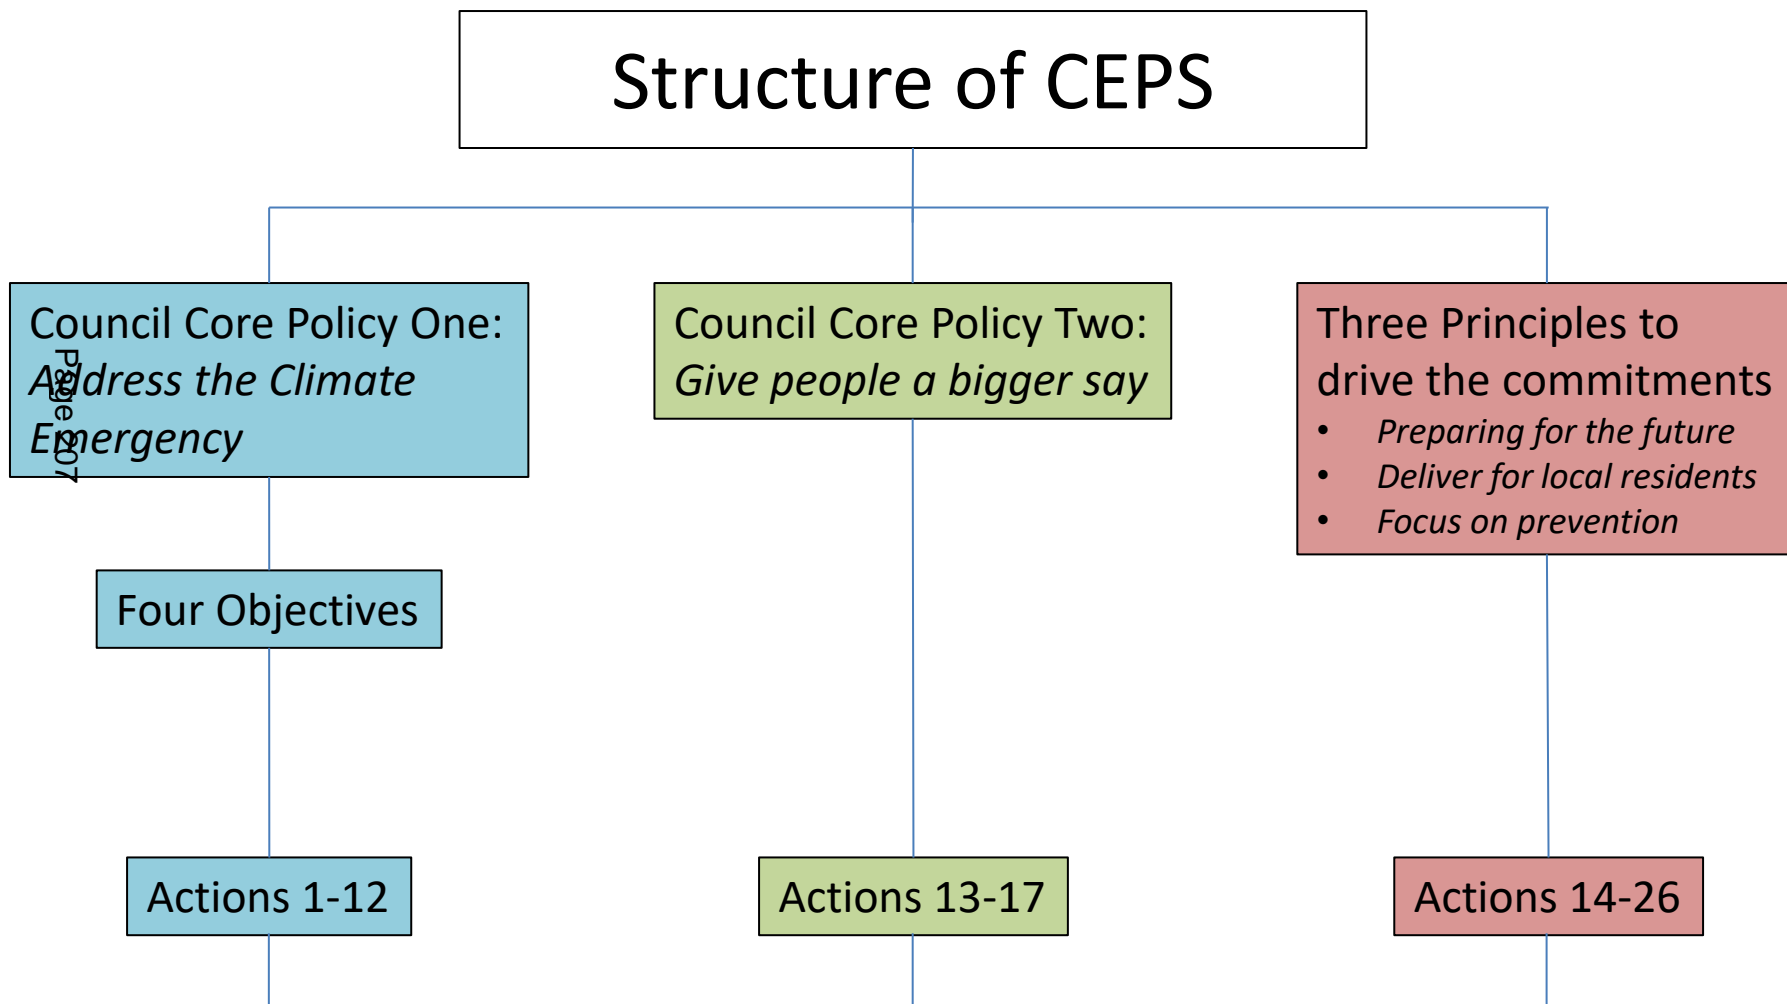 Structure of CEPS
Council Core Policy One:
Address the Climate
Emergency
Council Core Policy Two:
Give people a bigger say
Three Principles to
drive the commitments
• Preparing for the future
• Deliver for local residents
• Focus on prevention
Page 207
Four Objectives
Actions 1-12
Actions 13-17
Actions 14-26